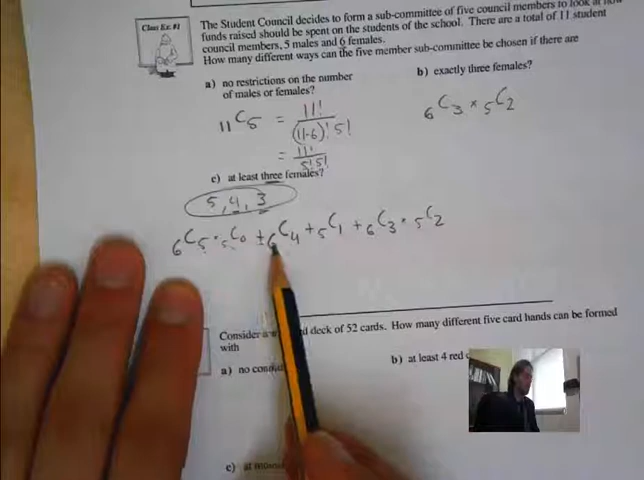 Class Ex. #1
The Student Council decides to form a sub-committee of five council members to look at how
funds raised should be spent on the students of the school. There are a total of 11 student
council members, 5 males and 6 females.
How many different ways can the five member sub-committee be chosen if there are
a) no restrictions on the number
of males or females?
b) exactly three females?
₁₁C₅ = 11! / (11-6)! 5!
= 11! / 5! 5!
₆C₃ × ₅C₂
c) at least three females?
5, 4, 3
₆C₅ · ₅C₀ + ₆C₄ + ₅C₁ + ₆C₃ × ₅C₂
Consider a deck of 52 cards. How many different five card hands can be formed
with
a) no
b) at least 4 red
c) at